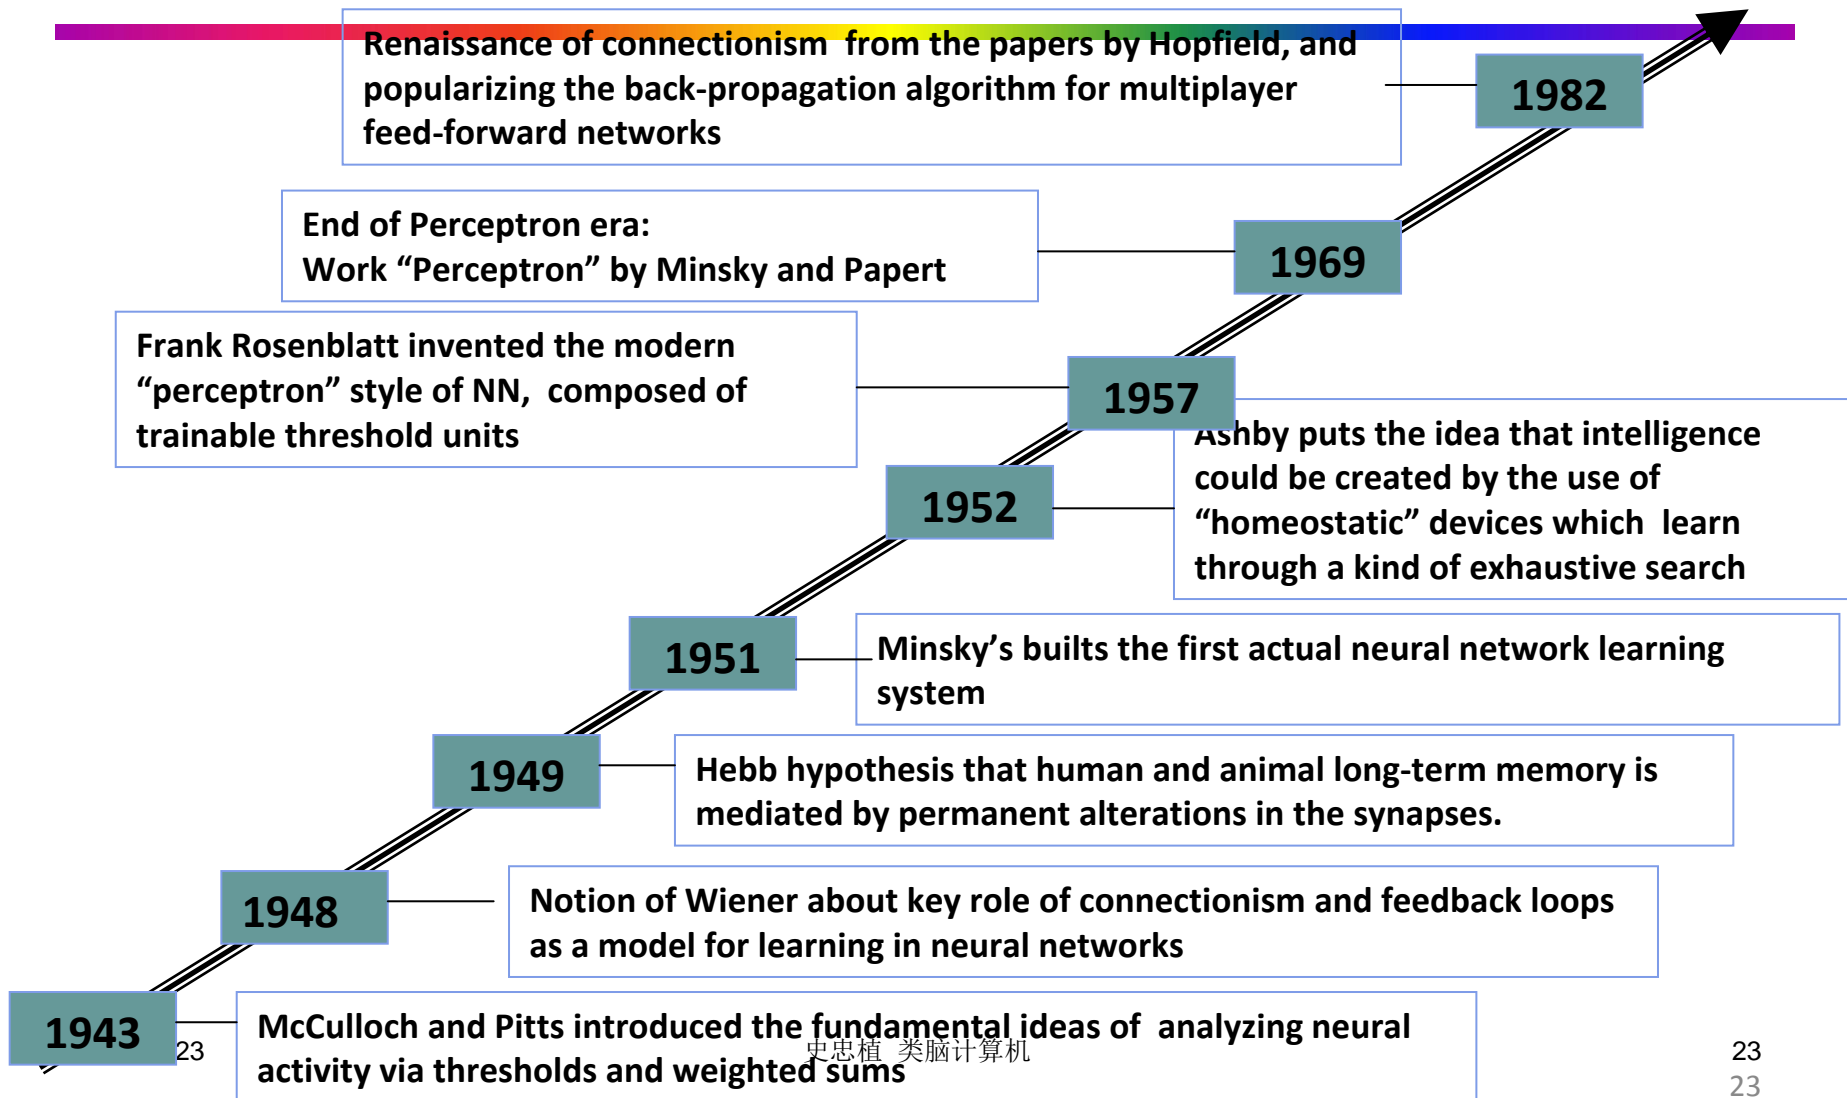 Renaissance of connectionism from the papers by Hopfield, and
popularizing the back-propagation algorithm for multiplayer
feed-forward networks
1982
End of Perceptron era:
Work “Perceptron” by Minsky and Papert
1969
Frank Rosenblatt invented the modern
“perceptron” style of NN, composed of
trainable threshold units
1957
Ashby puts the idea that intelligence
could be created by the use of
“homeostatic” devices which learn
through a kind of exhaustive search
1952
1951
Minsky’s builts the first actual neural network learning
system
1949
Hebb hypothesis that human and animal long-term memory is
mediated by permanent alterations in the synapses.
1948
Notion of Wiener about key role of connectionism and feedback loops
as a model for learning in neural networks
1943
McCulloch and Pitts introduced the fundamental ideas of analyzing neural
activity via thresholds and weighted sums
23
史忠植 类脑计算机
23
23